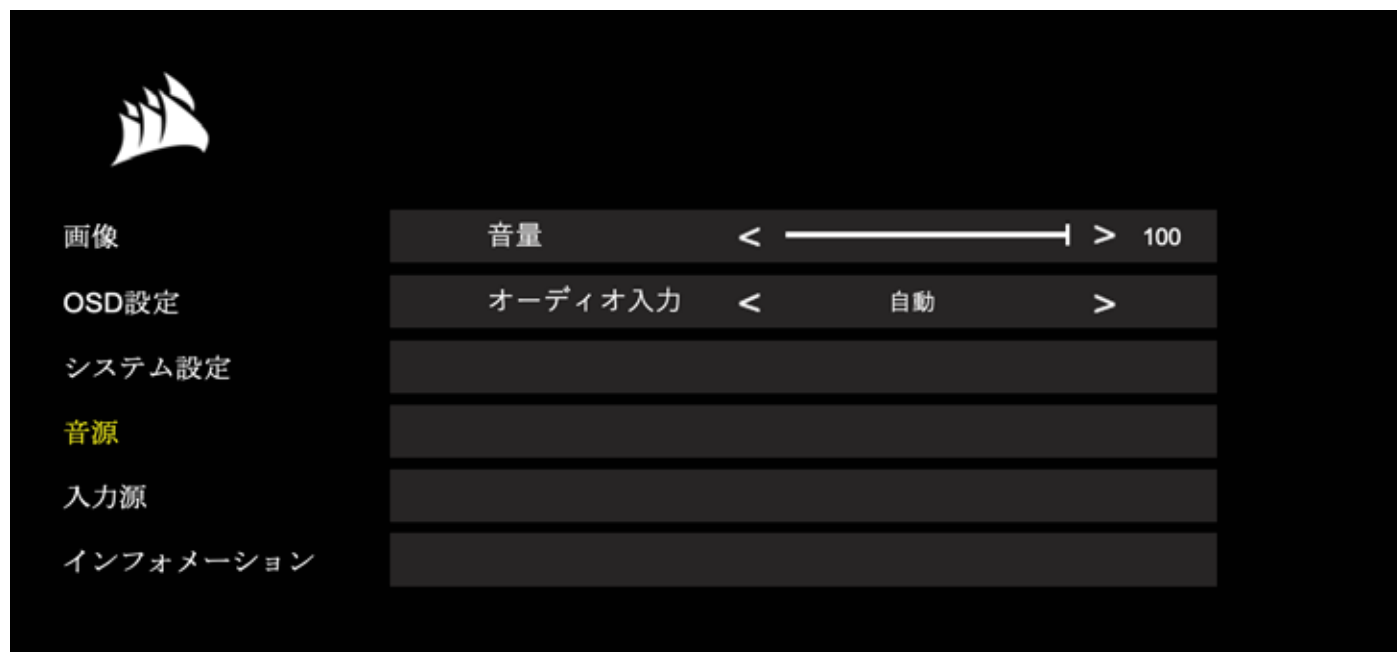 画像
音量 < > 100
OSD設定
オーディオ入力 < 自動 >
システム設定
音源
入力源
インフォメーション